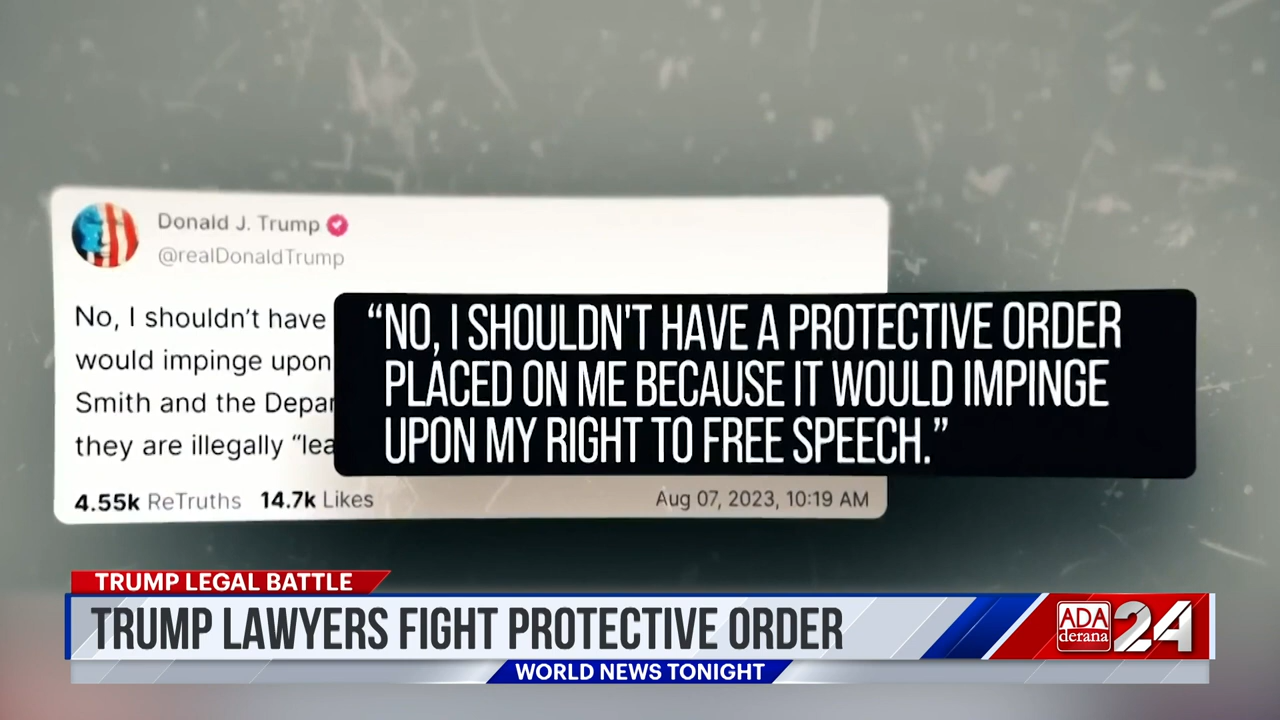 Donald J. Trump
@realDonaldTrump
No, I shouldn't have
would impinge upon
Smith and the Depar
they are illegally “lea
4.55k ReTruths 14.7k Likes
Aug 07, 2023, 10:19 AM
“NO, I SHOULDN'T HAVE A PROTECTIVE ORDER
PLACED ON ME BECAUSE IT WOULD IMPINGE
UPON MY RIGHT TO FREE SPEECH.”
TRUMP LEGAL BATTLE
TRUMP LAWYERS FIGHT PROTECTIVE ORDER
ADA
derana
24
WORLD NEWS TONIGHT